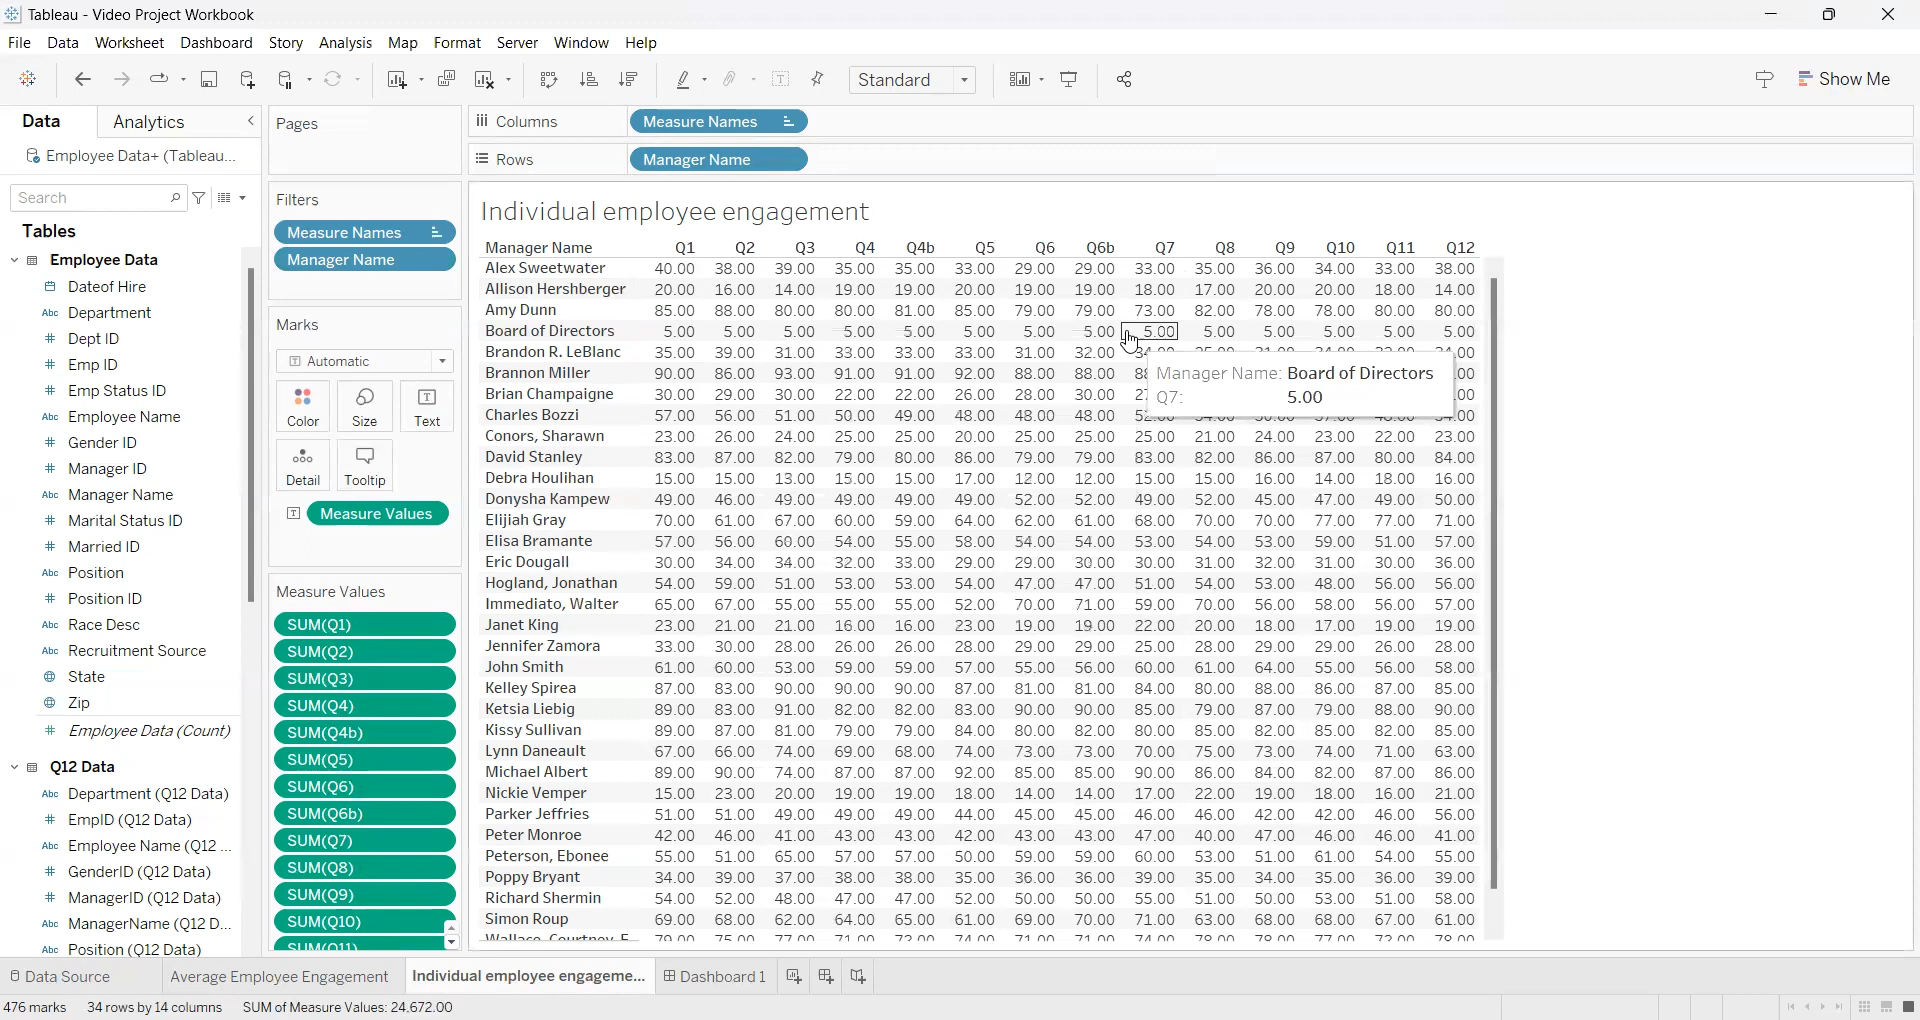 Tableau - Video Project Workbook
File Data Worksheet Dashboard Story Analysis Map Format Server Window Help
Standard
Show Me
Data Analytics
Employee Data+ (Tableau...
Search
Tables
Employee Data
Dateof Hire
Abc Department
# Dept ID
# Emp ID
# Emp Status ID
Abc Employee Name
# Gender ID
# Manager ID
Abc Manager Name
# Marital Status ID
# Married ID
Abc Position
# Position ID
Abc Race Desc
Abc Recruitment Source
State
Zip
# Employee Data (Count)
Q12 Data
Abc Department (Q12 Data)
# EmpID (Q12 Data)
Abc Employee Name (Q12 ...
# GenderID (Q12 Data)
# ManagerID (Q12 Data)
Abc ManagerName (Q12 D...
Abc Position (Q12 Data)
Pages
Filters
Measure Names
Manager Name
Marks
Automatic
Color Size Text
Detail Tooltip
Measure Values
Measure Values
SUM(Q1)
SUM(Q2)
SUM(Q3)
SUM(Q4)
SUM(Q4b)
SUM(Q5)
SUM(Q6)
SUM(Q6b)
SUM(Q7)
SUM(Q8)
SUM(Q9)
SUM(Q10)
SUM(Q11)
Columns Measure Names
Rows Manager Name
Individual employee engagement
Manager Name Q1 Q2 Q3 Q4 Q4b Q5 Q6 Q6b Q7 Q8 Q9 Q10 Q11 Q12
Alex Sweetwater 40.00 38.00 39.00 35.00 35.00 33.00 29.00 29.00 33.00 35.00 36.00 34.00 33.00 38.00
Allison Hershberger 20.00 16.00 14.00 19.00 19.00 20.00 19.00 19.00 18.00 17.00 20.00 20.00 18.00 14.00
Amy Dunn 85.00 88.00 80.00 80.00 81.00 85.00 79.00 79.00 73.00 82.00 78.00 78.00 80.00 80.00
Board of Directors 5.00 5.00 5.00 5.00 5.00 5.00 5.00 5.00 5.00 5.00 5.00 5.00 5.00 5.00
Brandon R. LeBlanc 35.00 39.00 31.00 33.00 33.00 33.00 31.00 32.00
Brannon Miller 90.00 86.00 93.00 91.00 91.00 92.00 88.00 88.00
Brian Champaigne 30.00 29.00 30.00 22.00 22.00 26.00 28.00 30.00
Charles Bozzi 57.00 56.00 51.00 50.00 49.00 48.00 48.00 48.00
Manager Name: Board of Directors
Q7: 5.00
Conors, Sharawn 23.00 26.00 24.00 25.00 25.00 20.00 25.00 25.00 25.00 21.00 24.00 23.00 22.00 23.00
David Stanley 83.00 87.00 82.00 79.00 80.00 86.00 79.00 79.00 83.00 82.00 86.00 87.00 80.00 84.00
Debra Houlihan 15.00 15.00 13.00 15.00 15.00 17.00 12.00 12.00 15.00 15.00 16.00 14.00 18.00 16.00
Donysha Kampew 49.00 46.00 49.00 49.00 49.00 49.00 52.00 52.00 49.00 52.00 45.00 47.00 49.00 50.00
Elijiah Gray 70.00 61.00 67.00 60.00 59.00 64.00 62.00 61.00 68.00 70.00 70.00 77.00 77.00 71.00
Elisa Bramante 57.00 56.00 60.00 54.00 55.00 58.00 54.00 54.00 53.00 54.00 53.00 59.00 51.00 57.00
Eric Dougall 30.00 34.00 34.00 32.00 33.00 29.00 29.00 30.00 30.00 31.00 32.00 31.00 30.00 36.00
Hogland, Jonathan 54.00 59.00 51.00 53.00 53.00 54.00 47.00 47.00 51.00 54.00 53.00 48.00 56.00 56.00
Immediato, Walter 65.00 67.00 55.00 55.00 55.00 52.00 70.00 71.00 59.00 70.00 56.00 58.00 56.00 57.00
Janet King 23.00 21.00 21.00 16.00 16.00 23.00 19.00 19.00 22.00 20.00 18.00 17.00 19.00 19.00
Jennifer Zamora 33.00 30.00 28.00 26.00 26.00 28.00 29.00 29.00 25.00 28.00 29.00 29.00 26.00 28.00
John Smith 61.00 60.00 53.00 59.00 59.00 57.00 55.00 56.00 60.00 61.00 64.00 55.00 56.00 58.00
Kelley Spirea 87.00 83.00 90.00 90.00 90.00 87.00 81.00 81.00 84.00 80.00 88.00 86.00 87.00 85.00
Ketsia Liebig 89.00 83.00 91.00 82.00 82.00 83.00 90.00 90.00 85.00 79.00 87.00 79.00 88.00 90.00
Kissy Sullivan 89.00 87.00 81.00 79.00 79.00 84.00 80.00 82.00 80.00 85.00 82.00 85.00 82.00 85.00
Lynn Daneault 67.00 66.00 74.00 69.00 68.00 74.00 73.00 73.00 70.00 75.00 73.00 74.00 71.00 63.00
Michael Albert 89.00 90.00 74.00 87.00 87.00 92.00 85.00 85.00 90.00 86.00 84.00 82.00 87.00 86.00
Nickie Vemper 15.00 23.00 20.00 19.00 19.00 18.00 14.00 14.00 17.00 22.00 19.00 18.00 16.00 21.00
Parker Jeffries 51.00 51.00 49.00 49.00 49.00 44.00 45.00 45.00 46.00 46.00 42.00 42.00 46.00 56.00
Peter Monroe 42.00 46.00 41.00 43.00 43.00 42.00 43.00 43.00 47.00 40.00 47.00 46.00 46.00 41.00
Peterson, Ebonee 55.00 51.00 65.00 57.00 57.00 50.00 59.00 59.00 60.00 53.00 51.00 61.00 54.00 55.00
Poppy Bryant 34.00 39.00 37.00 38.00 38.00 35.00 36.00 36.00 39.00 35.00 34.00 35.00 36.00 39.00
Richard Shermin 54.00 52.00 48.00 47.00 47.00 52.00 50.00 50.00 55.00 51.00 50.00 53.00 51.00 58.00
Simon Roup 69.00 68.00 62.00 64.00 65.00 61.00 69.00 70.00 71.00 63.00 68.00 68.00 67.00 61.00
Data Source Average Employee Engagement Individual employee engageme... Dashboard 1
476 marks 34 rows by 14 columns SUM of Measure Values: 24,672.00